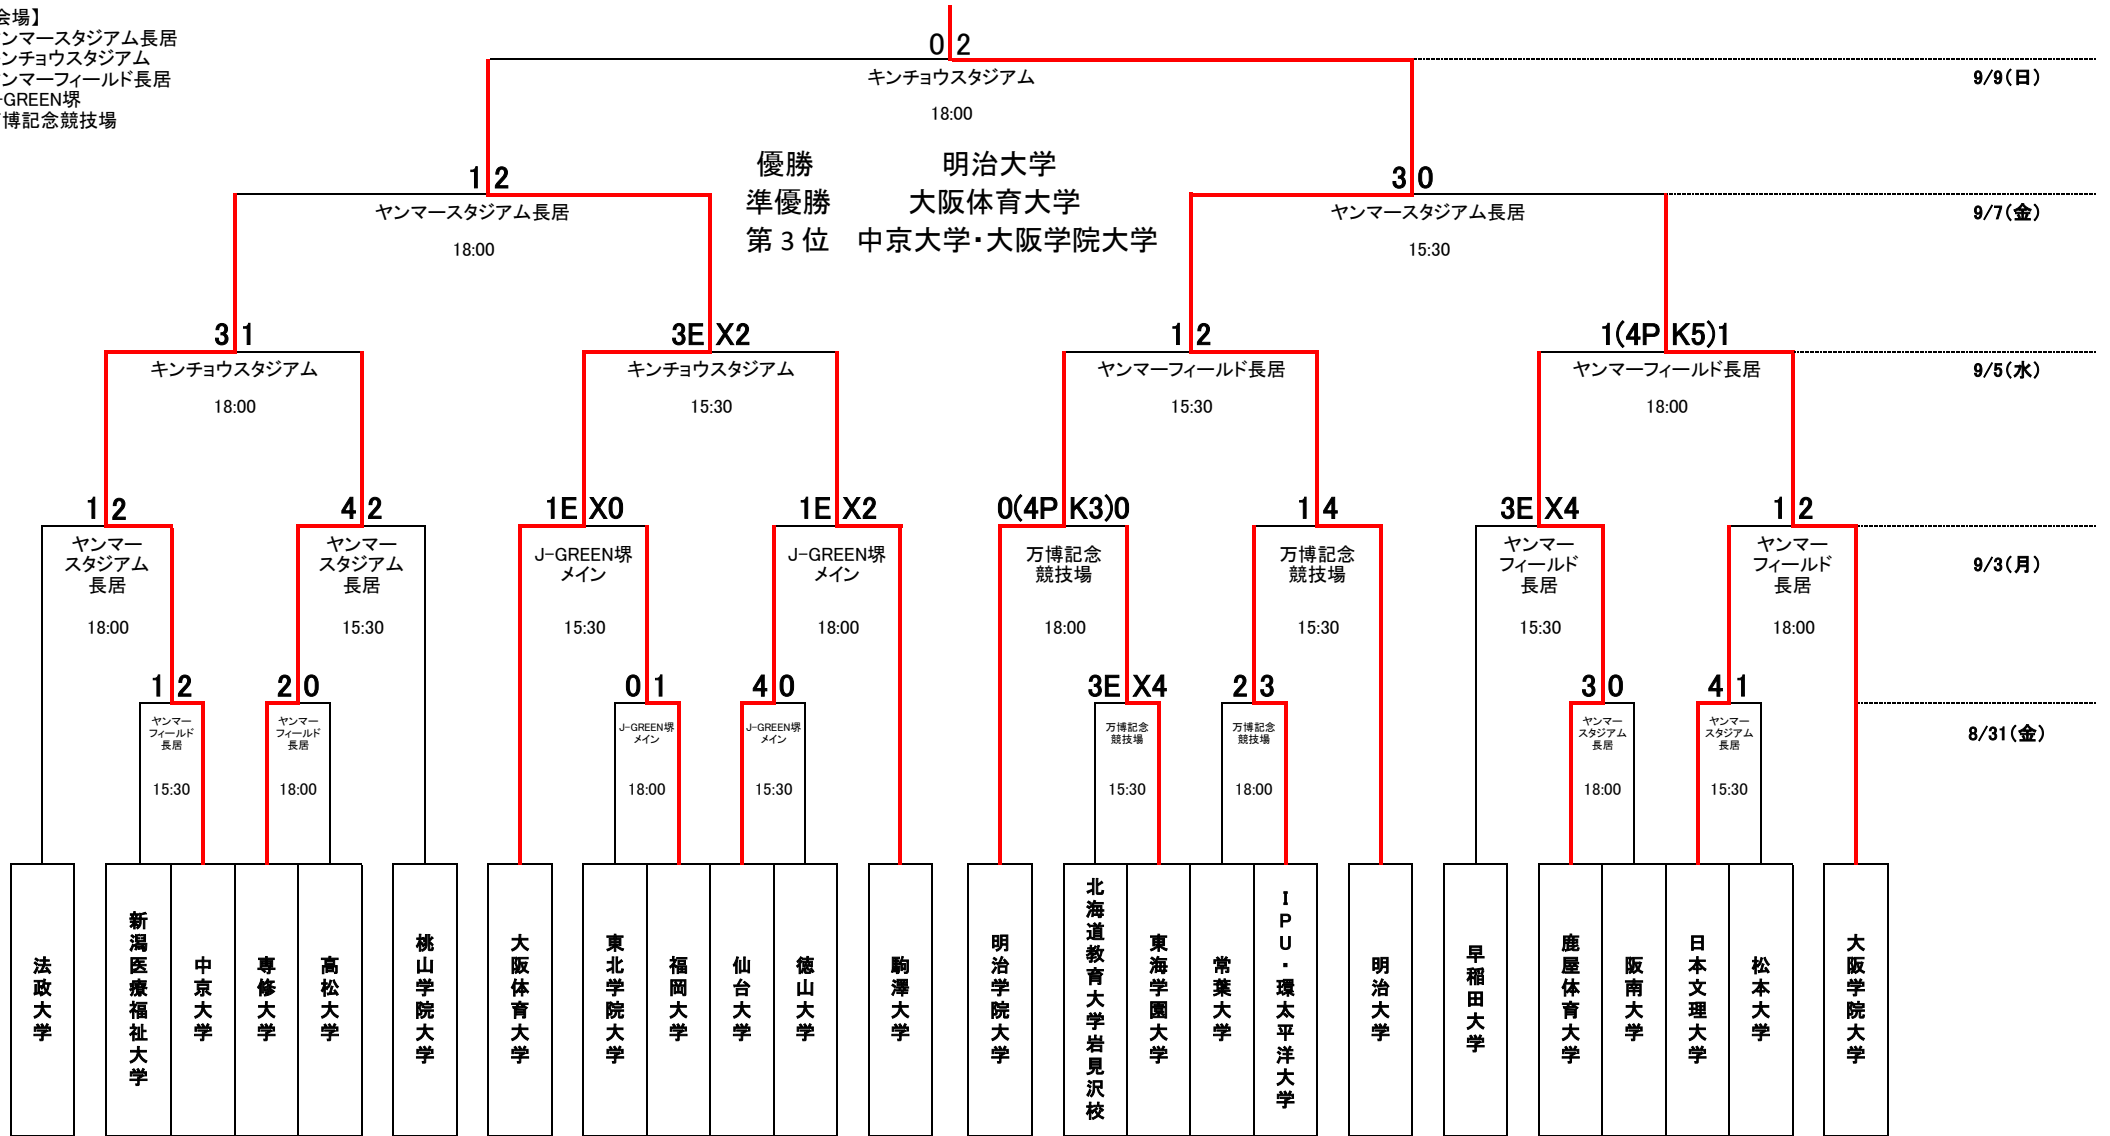 会場】
ンマースタジアム長居
ンチョウスタジアム
ンマーフィールド長居
-GREEN堺
博記念競技場
0 2
キンチョウスタジアム
18:00
9/9(日)
優勝 明治大学
準優勝 大阪体育大学
第3位 中京大学・大阪学院大学
1 2
ヤンマースタジアム長居
18:00
3 0
ヤンマースタジアム長居
15:30
9/7(金)
3 1
キンチョウスタジアム
18:00
3E X2
キンチョウスタジアム
15:30
1 2
ヤンマーフィールド長居
15:30
1(4P K5)1
ヤンマーフィールド長居
18:00
9/5(水)
1 2
ヤンマー
スタジアム
長居
18:00
4 2
ヤンマー
スタジアム
長居
15:30
1E X0
J-GREEN堺
メイン
15:30
1E X2
J-GREEN堺
メイン
18:00
0(4P K3)0
万博記念
競技場
18:00
1 4
万博記念
競技場
15:30
3E X4
ヤンマー
フィールド
長居
15:30
1 2
ヤンマー
フィールド
長居
18:00
9/3(月)
1 2
ヤンマー
フィールド
長居
15:30
2 0
ヤンマー
フィールド
長居
18:00
0 1
J-GREEN堺
メイン
18:00
4 0
J-GREEN堺
メイン
15:30
3E X4
万博記念
競技場
15:30
2 3
万博記念
競技場
18:00
3 0
ヤンマー
スタジアム
長居
18:00
4 1
ヤンマー
スタジアム
長居
15:30
8/31(金)
法政大学
新潟医療福祉大学
中京大学
専修大学
高松大学
桃山学院大学
大阪体育大学
東北学院大学
福岡大学
仙台大学
徳山大学
駒澤大学
明治学院大学
北海道教育大学岩見沢校
東海学園大学
常葉大学
IPU・環太平洋大学
明治大学
早稲田大学
鹿屋体育大学
阪南大学
日本文理大学
松本大学
大阪学院大学